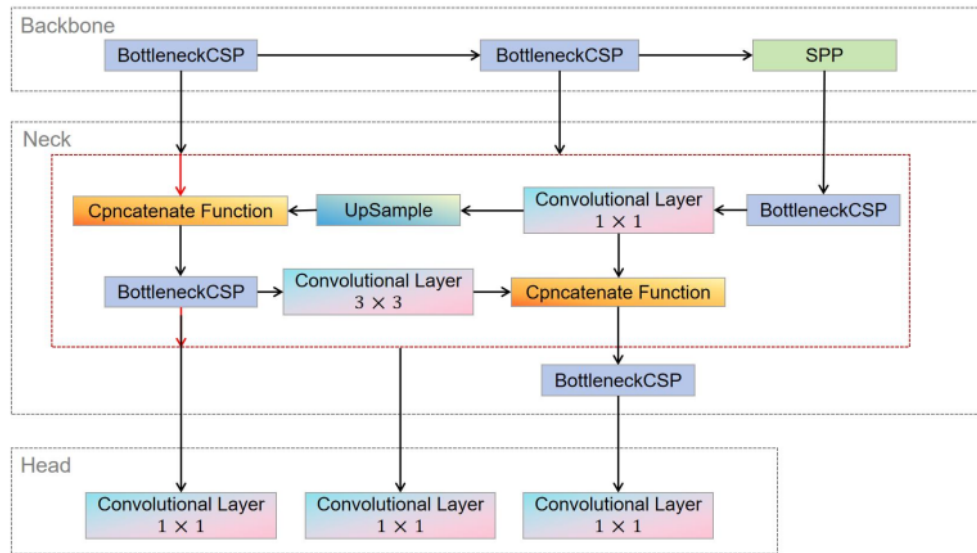 Backbone
BottleneckCSP
BottleneckCSP
SPP
Neck
Cpncatenate Function
UpSample
Convolutional Layer
1 × 1
BottleneckCSP
BottleneckCSP
Convolutional Layer
3 × 3
Cpncatenate Function
BottleneckCSP
Head
Convolutional Layer
1 × 1
Convolutional Layer
1 × 1
Convolutional Layer
1 × 1